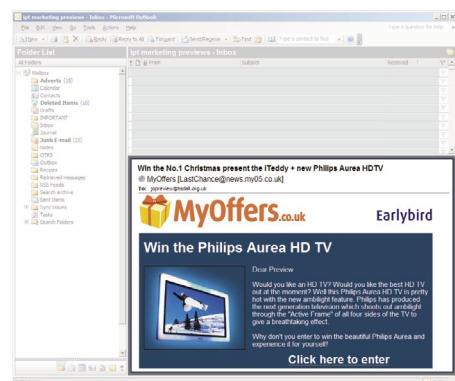 ipt marketing previews - Inbox - Microsoft Outlook
File Edit View Go Tools Actions Help
Type a question for help
New Reply Reply to All Forward Send/Receive Find Type a contact to find
Folder List
ipt marketing previews - Inbox
All Folders
From Subject Received
Mailbox
Adverts (10)
Calendar
Contacts
Deleted Items (10)
Drafts
IMPORTANT
Inbox
Journal
Junk E-mail (25)
Notes
OTRS
Outbox
Recipes
Retrieved messages
RSS Feeds
Search archive
Sent Items
Sync Issues
Tasks
Search Folders
Win the No.1 Christmas present the iTeddy + new Philips Aurea HDTV
MyOffers [LastChance@news.my05.co.uk]
To: jopreview@tsdall.org.uk
MyOffers.co.uk
Earlybird
Win the Philips Aurea HD TV
Dear Preview
Would you like an HD TV? Would you like the best HD TV
out at the moment? Well this Philips Aurea HD TV is pretty
hot with the new ambilight feature. Philips has produced
the next generation television which shoots out ambilight
through the "Active Frame" of all four sides of the TV to
give a breathtaking effect.
Why don't you enter to win the beautiful Philips Aurea and
experience it for yourself!
Click here to enter